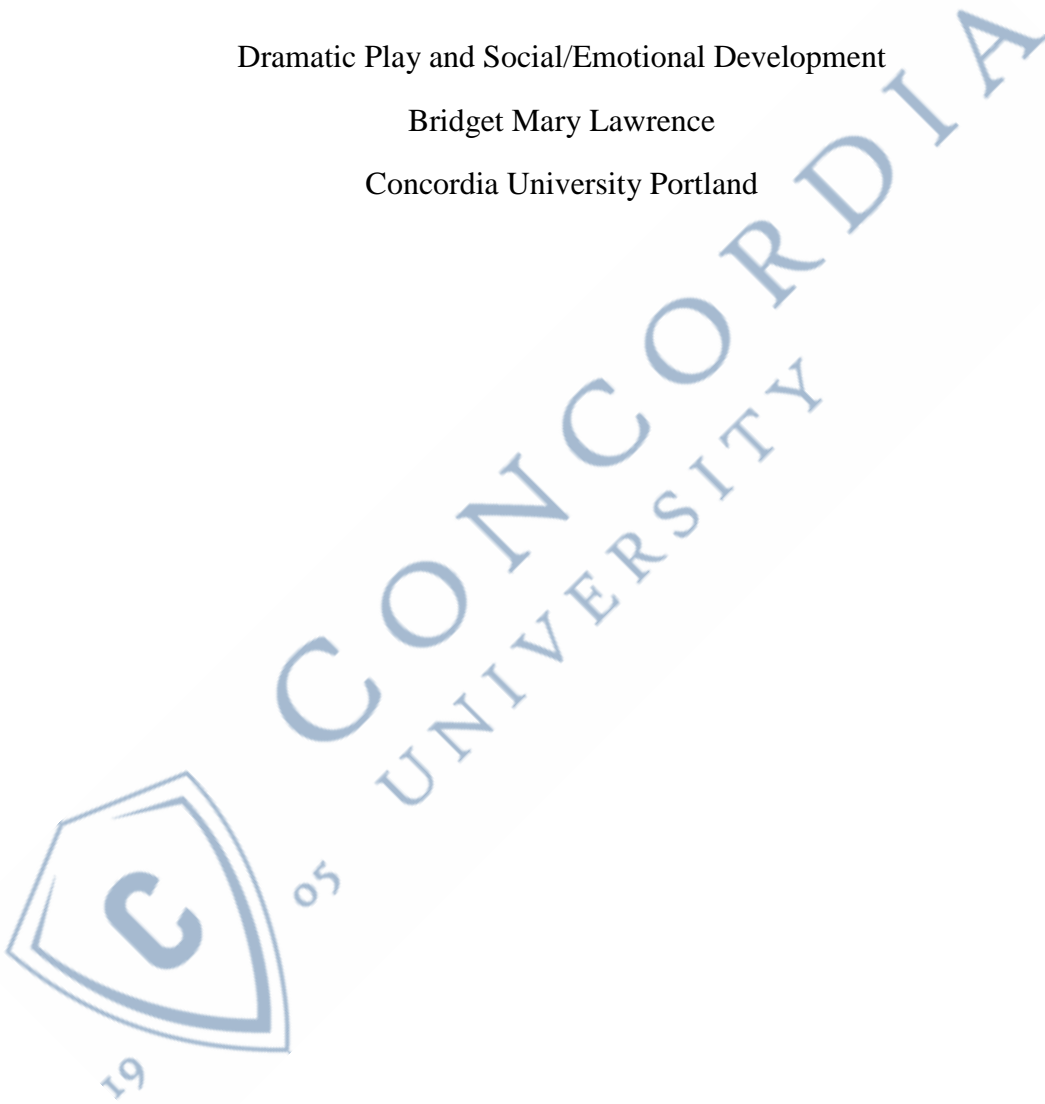 Dramatic Play and Social/Emotional Development
Bridget Mary Lawrence
Concordia University Portland
CONCORDIA
UNIVERSITY
C
19
05